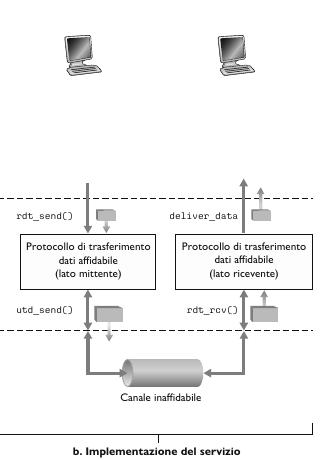 rdt_send()
deliver_data
Protocollo di trasferimento
dati affidabile
(lato mittente)
Protocollo di trasferimento
dati affidabile
(lato ricevente)
utd_send()
rdt_rcv()
Canale inaffidabile
b. Implementazione del servizio